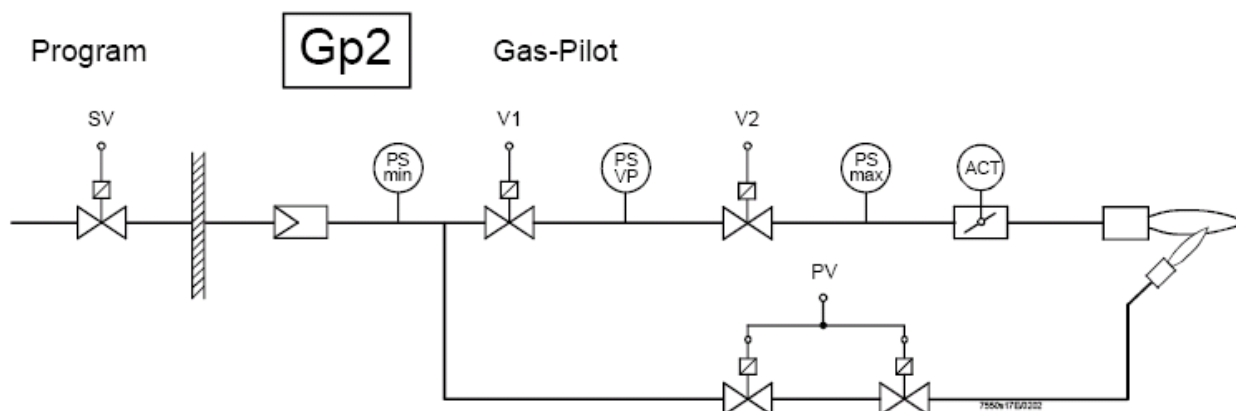 Program
Gp2
Gas-Pilot
SV
V1
V2
PS
min
PS
VP
PS
max
ACT
PV
7550s17E/0202